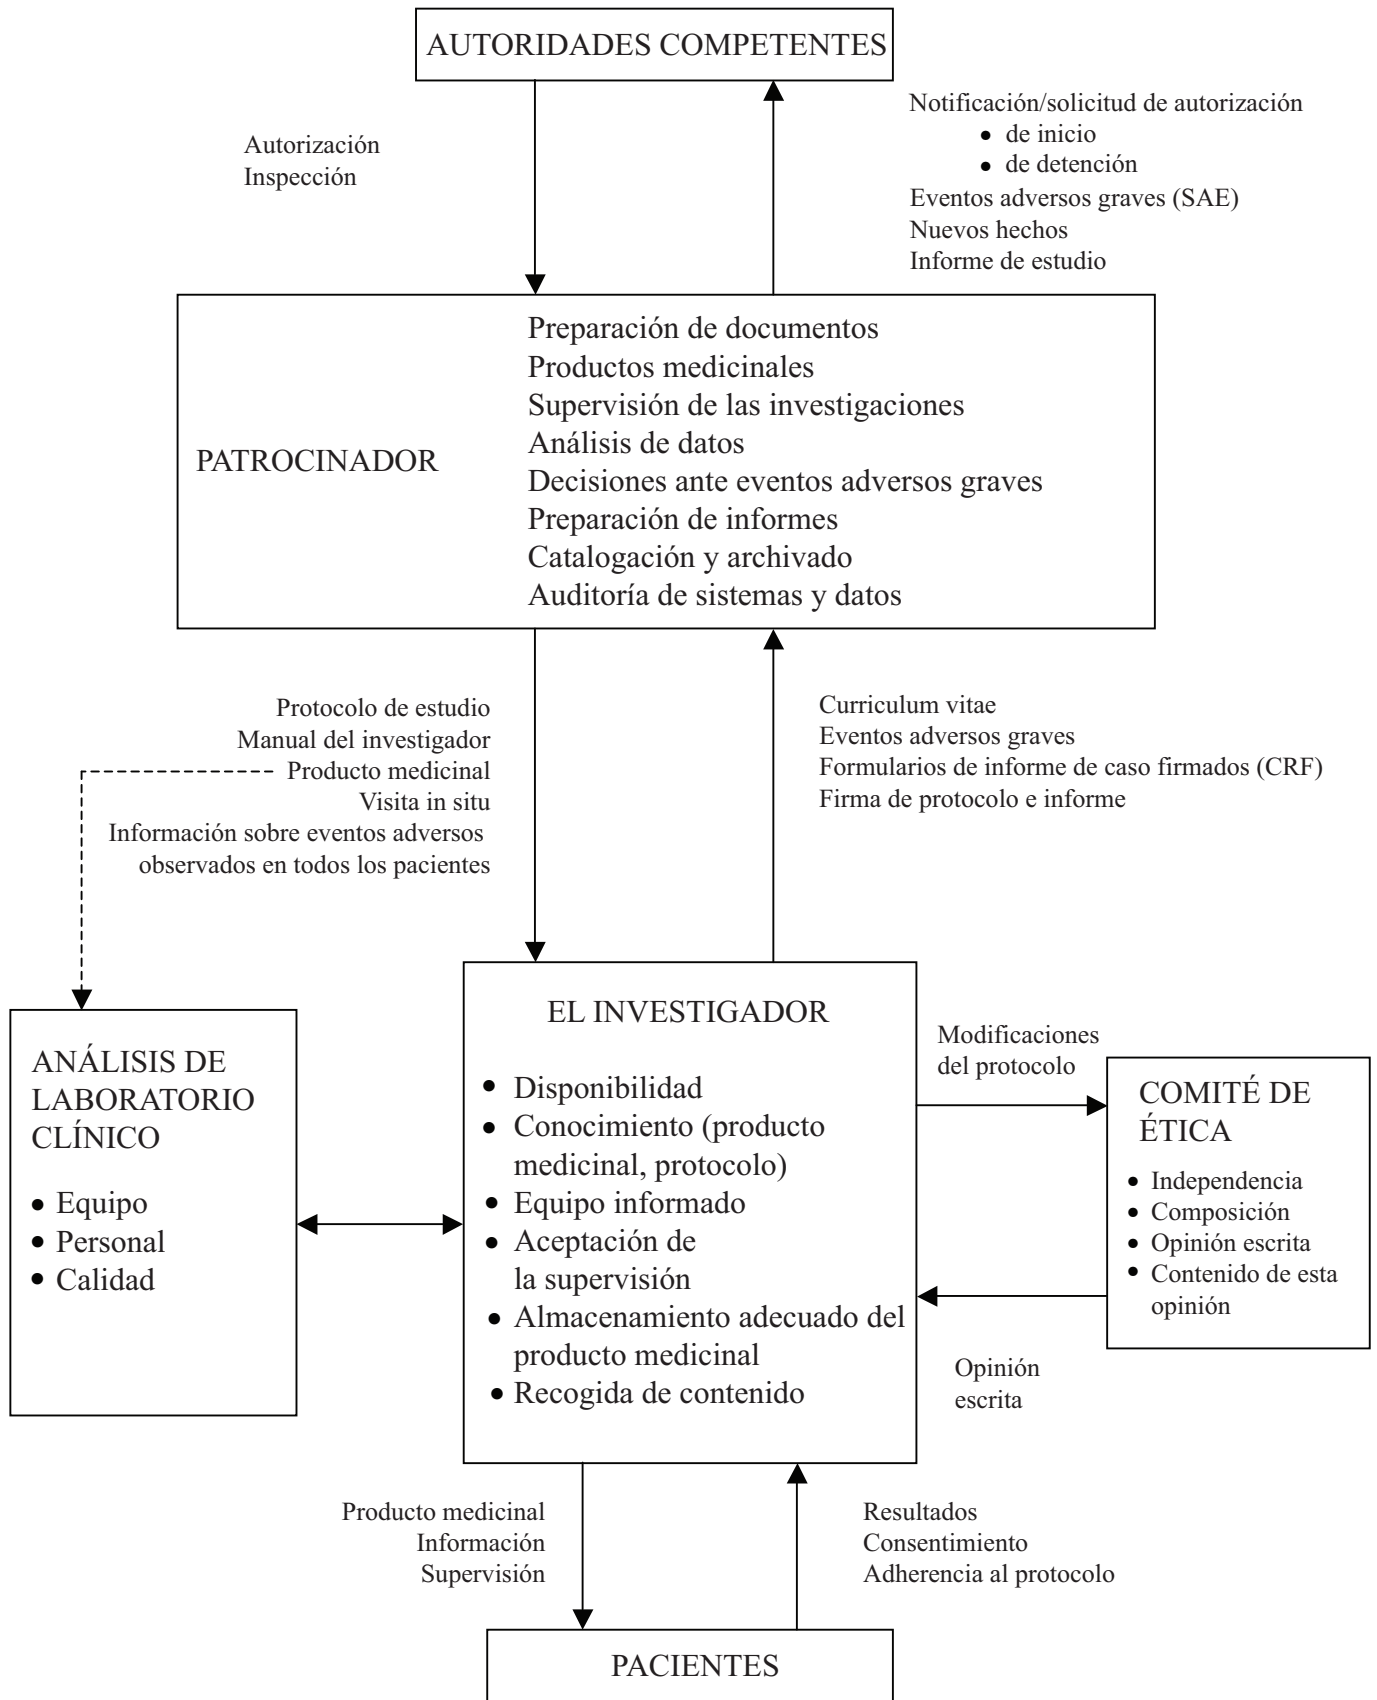 AUTORIDADES COMPETENTES
Autorización
Inspección
Notificación/solicitud de autorización
• de inicio
• de detención
Eventos adversos graves (SAE)
Nuevos hechos
Informe de estudio
PATROCINADOR
Preparación de documentos
Productos medicinales
Supervisión de las investigaciones
Análisis de datos
Decisiones ante eventos adversos graves
Preparación de informes
Catalogación y archivado
Auditoría de sistemas y datos
Protocolo de estudio
Manual del investigador
Producto medicinal
Visita in situ
Información sobre eventos adversos
observados en todos los pacientes
Curriculum vitae
Eventos adversos graves
Formularios de informe de caso firmados (CRF)
Firma de protocolo e informe
ANÁLISIS DE
LABORATORIO
CLÍNICO
• Equipo
• Personal
• Calidad
EL INVESTIGADOR
• Disponibilidad
• Conocimiento (producto
medicinal, protocolo)
• Equipo informado
• Aceptación de
la supervisión
• Almacenamiento adecuado del
producto medicinal
• Recogida de contenido
Modificaciones
del protocolo
COMITÉ DE
ÉTICA
• Independencia
• Composición
• Opinión escrita
• Contenido de esta
opinión
Opinión
escrita
Producto medicinal
Información
Supervisión
Resultados
Consentimiento
Adherencia al protocolo
PACIENTES